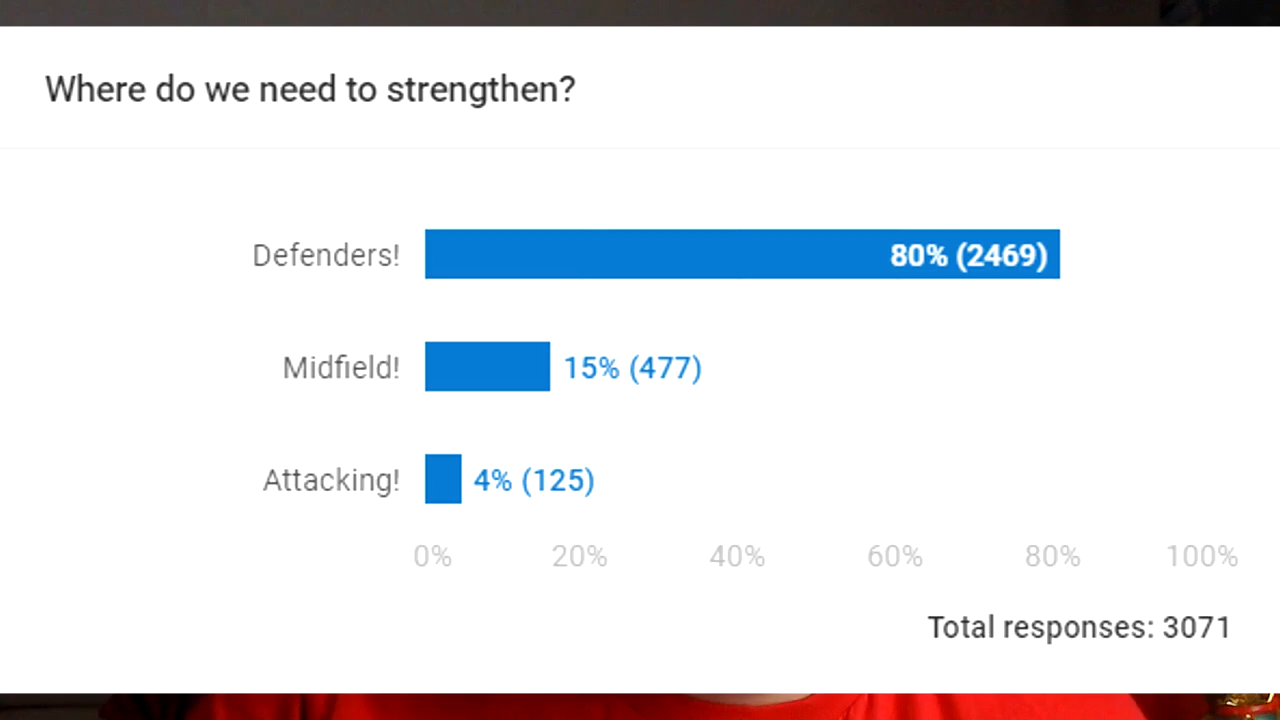 Where do we need to strengthen?
Defenders! 80% (2469)
Midfield! 15% (477)
Attacking! 4% (125)
0% 20% 40% 60% 80% 100%
Total responses: 3071